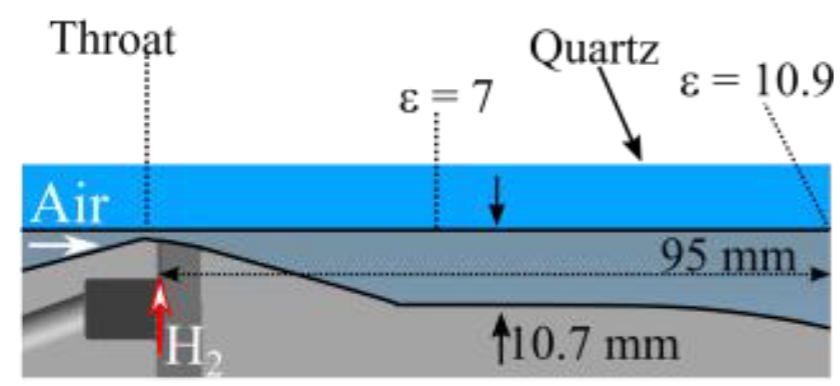 Throat
Quartz
ε = 7
ε = 10.9
Air
95 mm
H₂
10.7 mm